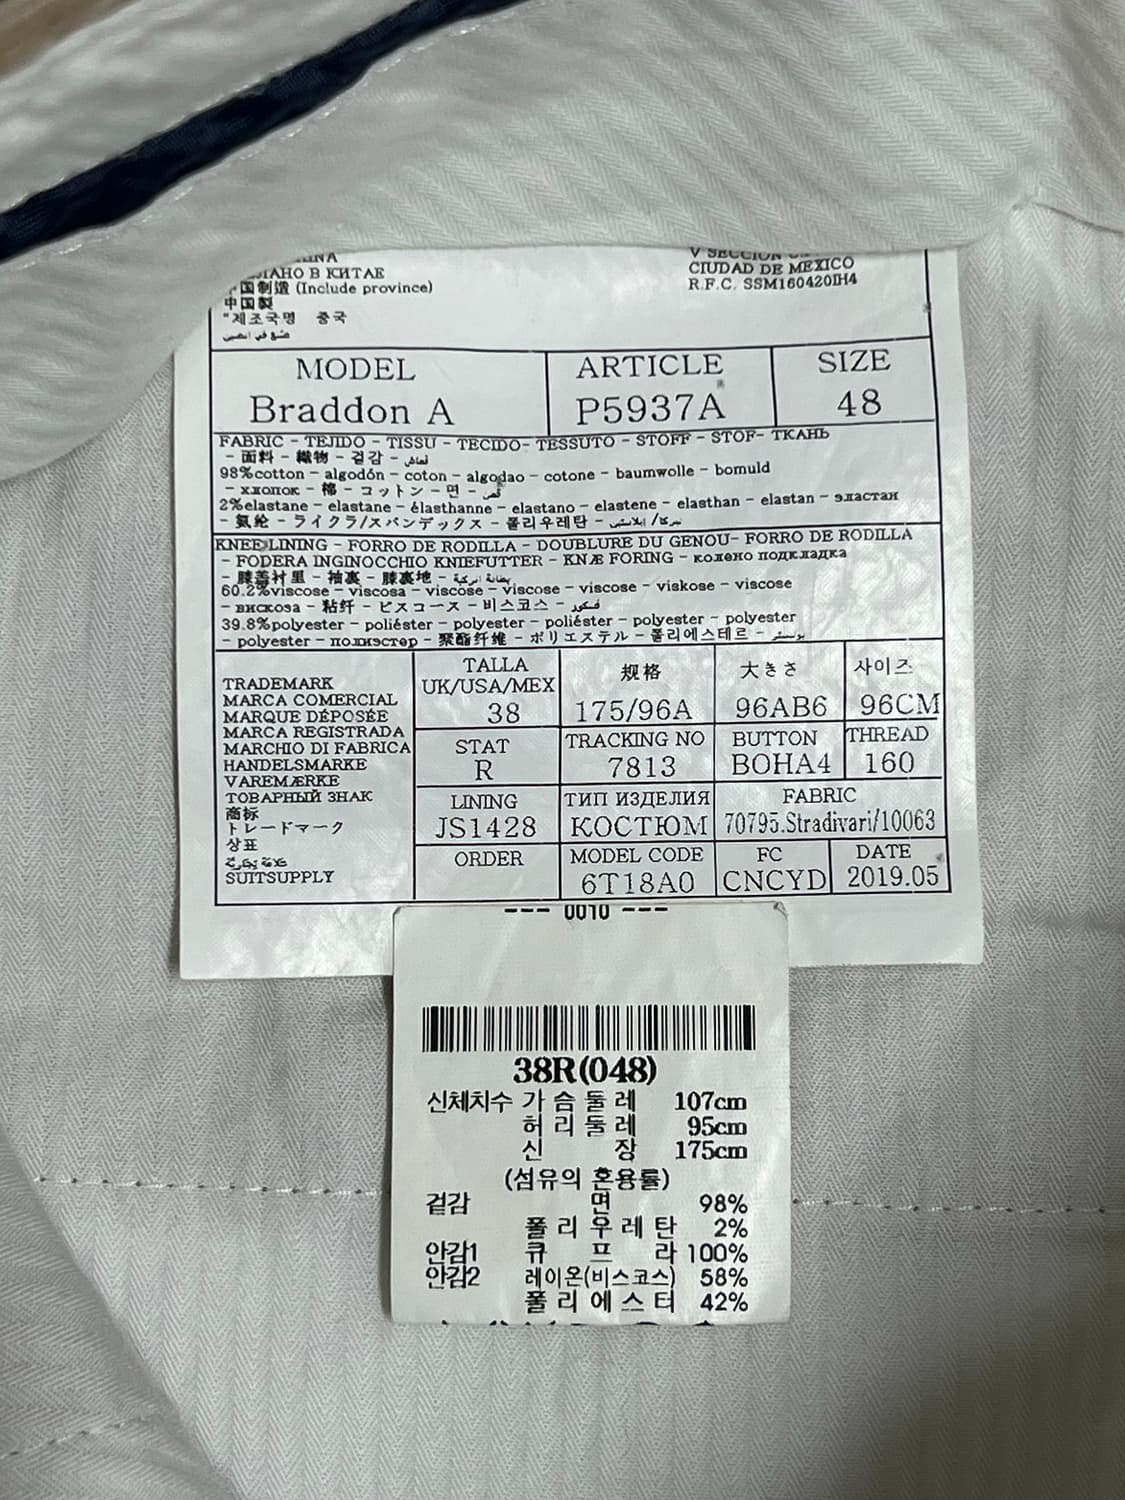 ДАНО В КИТАЕ
国制造 (Include province)
中国製
"제조국명 중국
صنع في الصين
CIUDAD DE MEXICO
R.F.C. SSM160420IH4
MODEL
Braddon A
ARTICLE
P5937A
SIZE
48
FABRIC - TEJIDO - TISSU - TECIDO- TESSUTO - STOFF - STOF- ТКАНЬ
- 面料 - 織物 - 겉감 - قماش
98%cotton - algodón - coton - algodao - cotone - baumwolle - bomuld
- хлопок - 棉 - コットン - 면 -
2%elastane - elastane - élasthanne - elastano - elastene - elasthan - elastan - эластан
- 氨纶 - ライクラ/スパンデックス - 폴리우레탄 -
KNEE LINING - FORRO DE RODILLA - DOUBLURE DU GENOU- FORRO DE RODILLA
- FODERA INGINOCCHIO KNIEFUTTER - KNÆ FORING - колено подкладка
- 膝盖衬里 - 袖裏 - 膝裏地 -
60.2%viscose - viscosa - viscose - viscose - viscose - viskose - viscose
- вискоза - 粘纤 - ビスコース - 비스코스 -
39.8%polyester - poliéster - polyester - poliéster - polyester - polyester
- polyester - полиэстер - 聚酯纤维 - ポリエステル - 폴리에스테르 -
TRADEMARK
MARCA COMERCIAL
MARQUE DÉPOSÉE
MARCA REGISTRADA
MARCHIO DI FABRICA
HANDELSMARKE
VAREMÆRKE
ТОВАРНЫЙ ЗНАК
商标
トレードマーク
상표
SUITSUPPLY
TALLA
UK/USA/MEX
38
规格
175/96A
大きさ
96AB6
사이즈
96CM
STAT
R
TRACKING NO
7813
BUTTON
BOHA4
THREAD
160
LINING
JS1428
ТИП ИЗДЕЛИЯ
КОСТЮМ
FABRIC
70795.Stradivari/10063
ORDER
MODEL CODE
6T18A0
FC
CNCYD
DATE
2019.05
--- 0010 ---
38R(048)
신체치수 가슴둘레 107cm
허리둘레 95cm
신장 175cm
(섬유의 혼용률)
겉감 면 98%
폴리우레탄 2%
안감1 큐프라 100%
안감2 레이온(비스코스) 58%
폴리에스터 42%